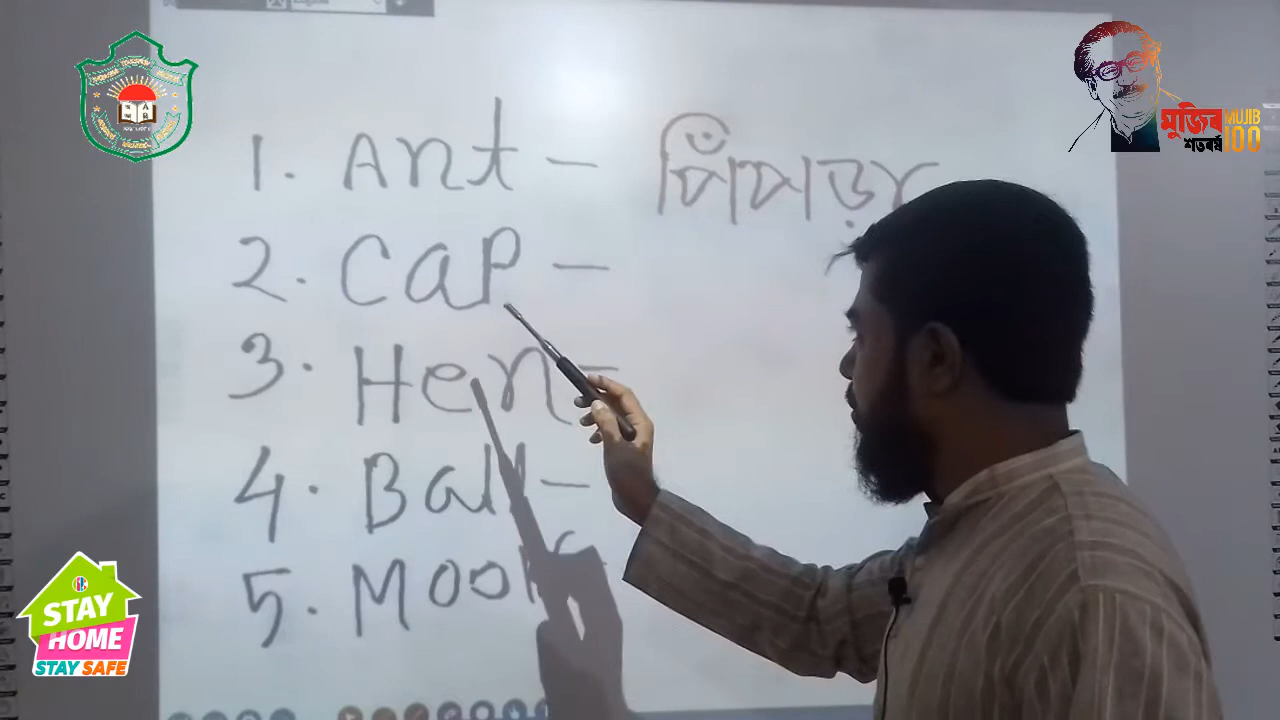 1. Ant – পিঁপড়া
2. Cap –
3. Hen –
4. Ball –
5. Moon –
মুজিব MUJIB
শতবর্ষ 100
STAY
HOME
STAY SAFE